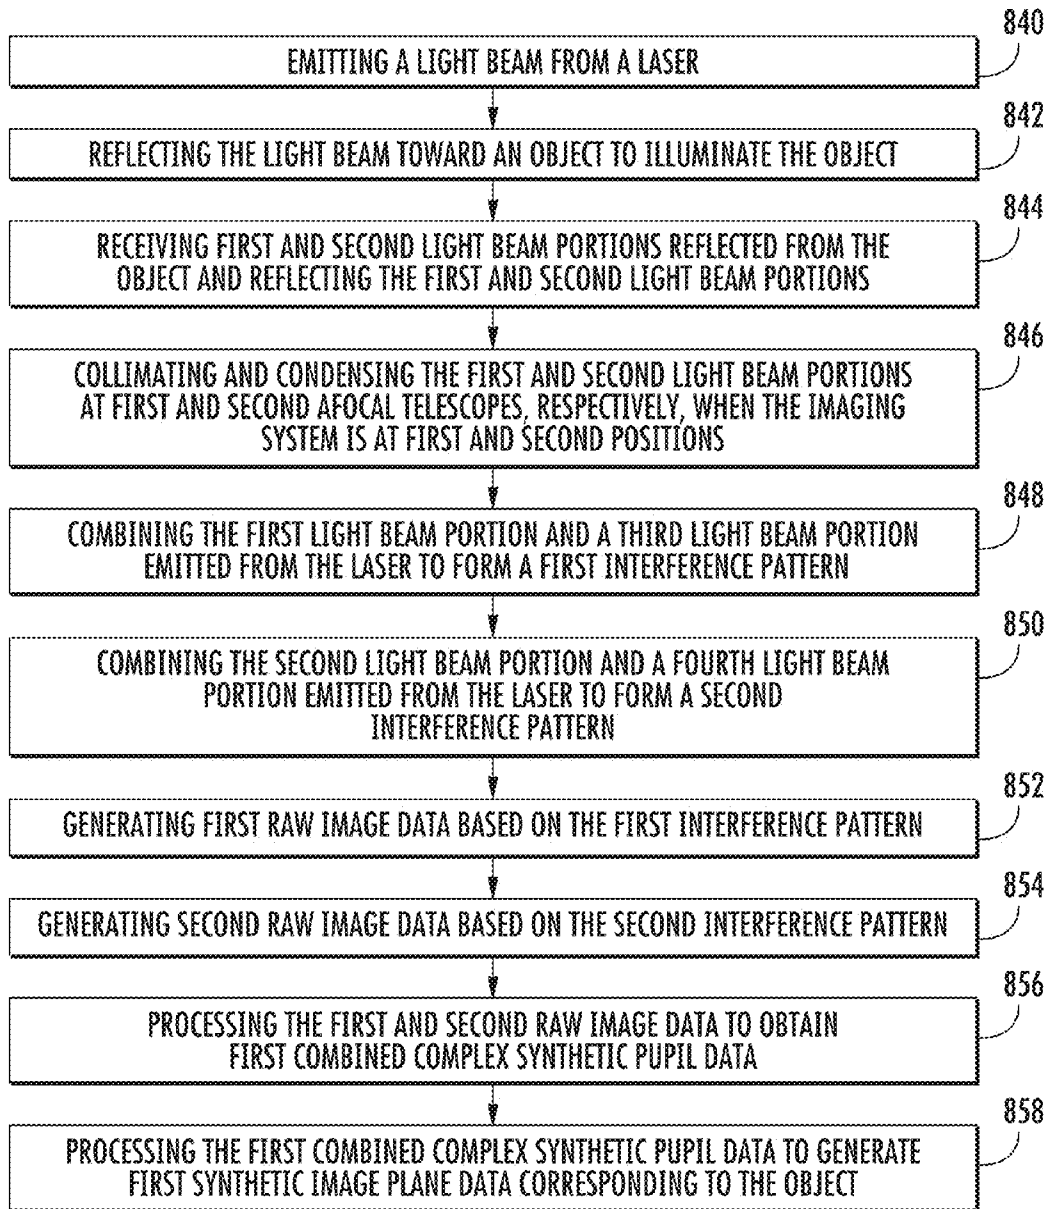 840
EMITTING A LIGHT BEAM FROM A LASER
842
REFLECTING THE LIGHT BEAM TOWARD AN OBJECT TO ILLUMINATE THE OBJECT
844
RECEIVING FIRST AND SECOND LIGHT BEAM PORTIONS REFLECTED FROM THE
OBJECT AND REFLECTING THE FIRST AND SECOND LIGHT BEAM PORTIONS
846
COLLIMATING AND CONDENSING THE FIRST AND SECOND LIGHT BEAM PORTIONS
AT FIRST AND SECOND AFOCAL TELESCOPES, RESPECTIVELY, WHEN THE IMAGING
SYSTEM IS AT FIRST AND SECOND POSITIONS
848
COMBINING THE FIRST LIGHT BEAM PORTION AND A THIRD LIGHT BEAM PORTION
EMITTED FROM THE LASER TO FORM A FIRST INTERFERENCE PATTERN
850
COMBINING THE SECOND LIGHT BEAM PORTION AND A FOURTH LIGHT BEAM
PORTION EMITTED FROM THE LASER TO FORM A SECOND
INTERFERENCE PATTERN
852
GENERATING FIRST RAW IMAGE DATA BASED ON THE FIRST INTERFERENCE PATTERN
854
GENERATING SECOND RAW IMAGE DATA BASED ON THE SECOND INTERFERENCE PATTERN
856
PROCESSING THE FIRST AND SECOND RAW IMAGE DATA TO OBTAIN
FIRST COMBINED COMPLEX SYNTHETIC PUPIL DATA
858
PROCESSING THE FIRST COMBINED COMPLEX SYNTHETIC PUPIL DATA TO GENERATE
FIRST SYNTHETIC IMAGE PLANE DATA CORRESPONDING TO THE OBJECT